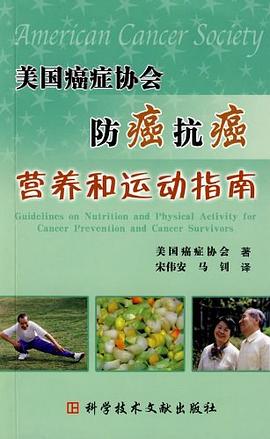 American Cancer Society
美国癌症协会
防癌抗癌
营养和运动指南
Guidelines on Nutrition and Physical Activity for
Cancer Prevention and Cancer Survivors
美国癌症协会 著
宋伟安 马钊 译
科学技术文献出版社